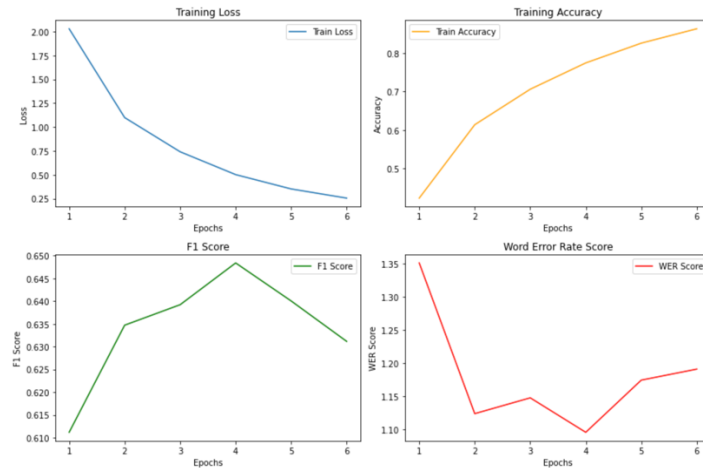 Training Loss
Train Loss
2.00
1.75
1.50
1.25
1.00
0.75
0.50
0.25
Loss
1 2 3 4 5 6
Epochs
Training Accuracy
Train Accuracy
0.8
0.7
0.6
0.5
Accuracy
1 2 3 4 5 6
Epochs
F1 Score
F1 Score
0.650
0.645
0.640
0.635
0.630
0.625
0.620
0.615
0.610
F1 Score
1 2 3 4 5 6
Epochs
Word Error Rate Score
WER Score
1.35
1.30
1.25
1.20
1.15
1.10
WER Score
1 2 3 4 5 6
Epochs